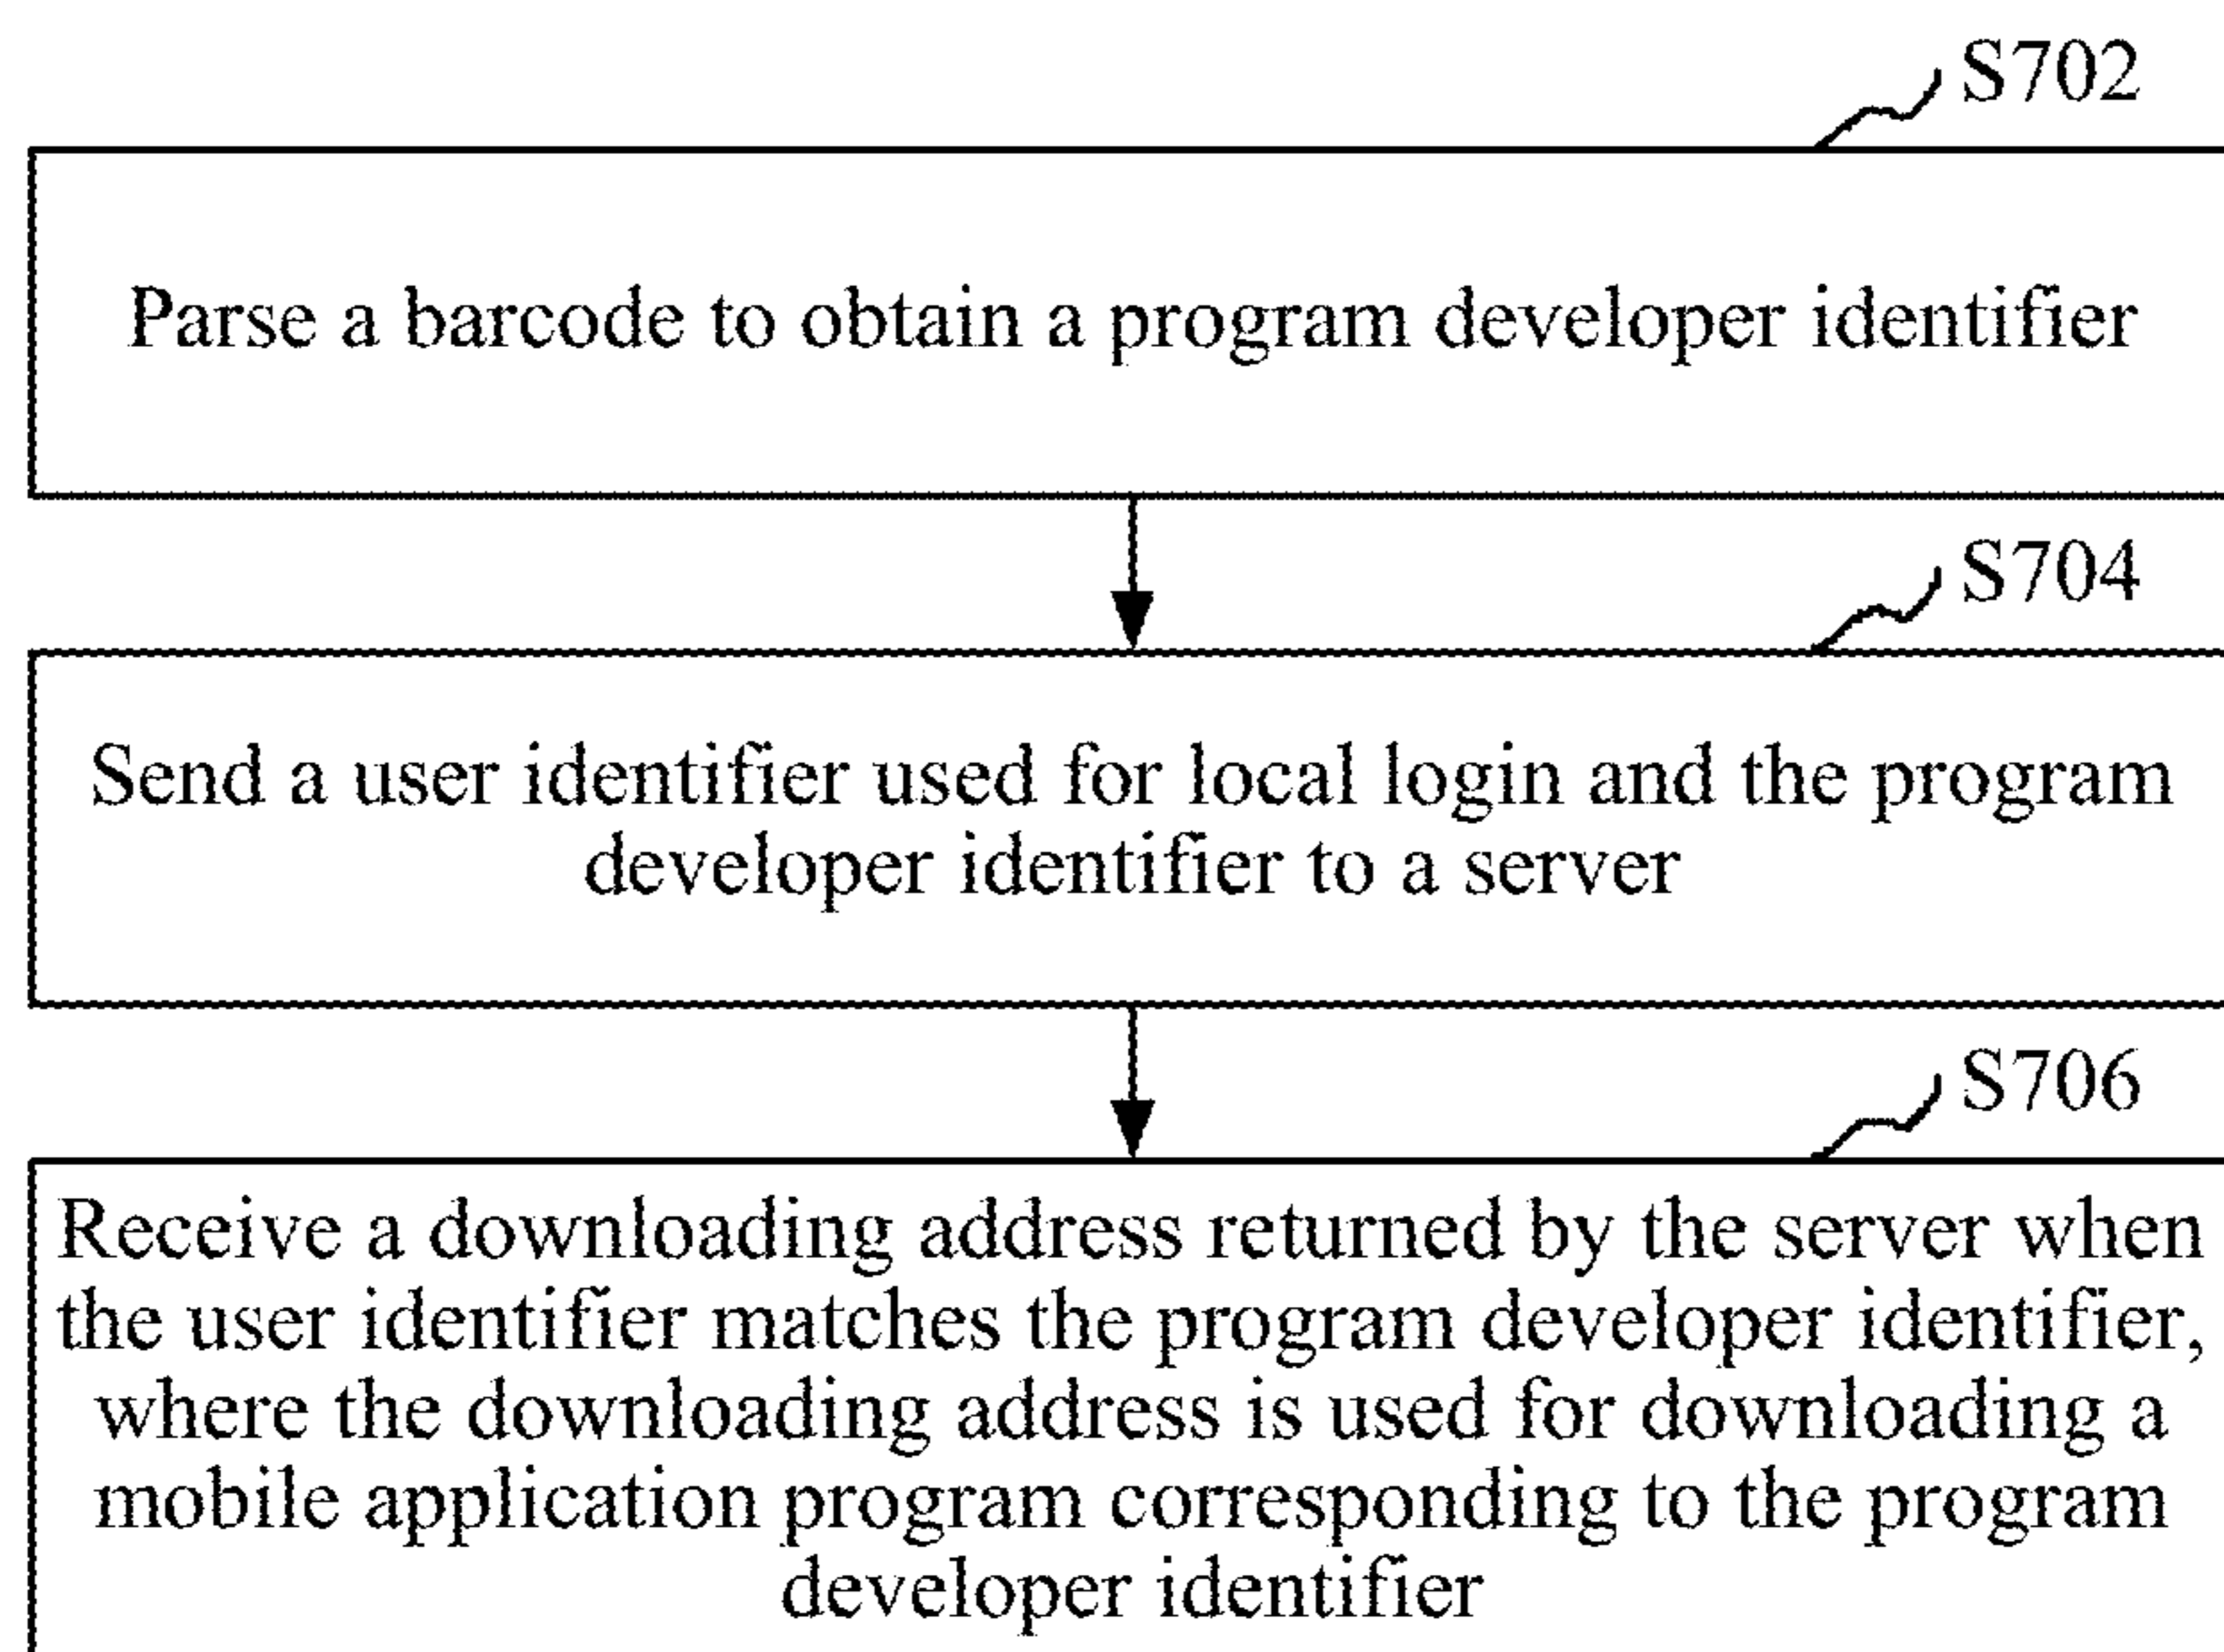 S702
Parse a barcode to obtain a program developer identifier
S704
Send a user identifier used for local login and the program
developer identifier to a server
S706
Receive a downloading address returned by the server when
the user identifier matches the program developer identifier,
where the downloading address is used for downloading a
mobile application program corresponding to the program
developer identifier